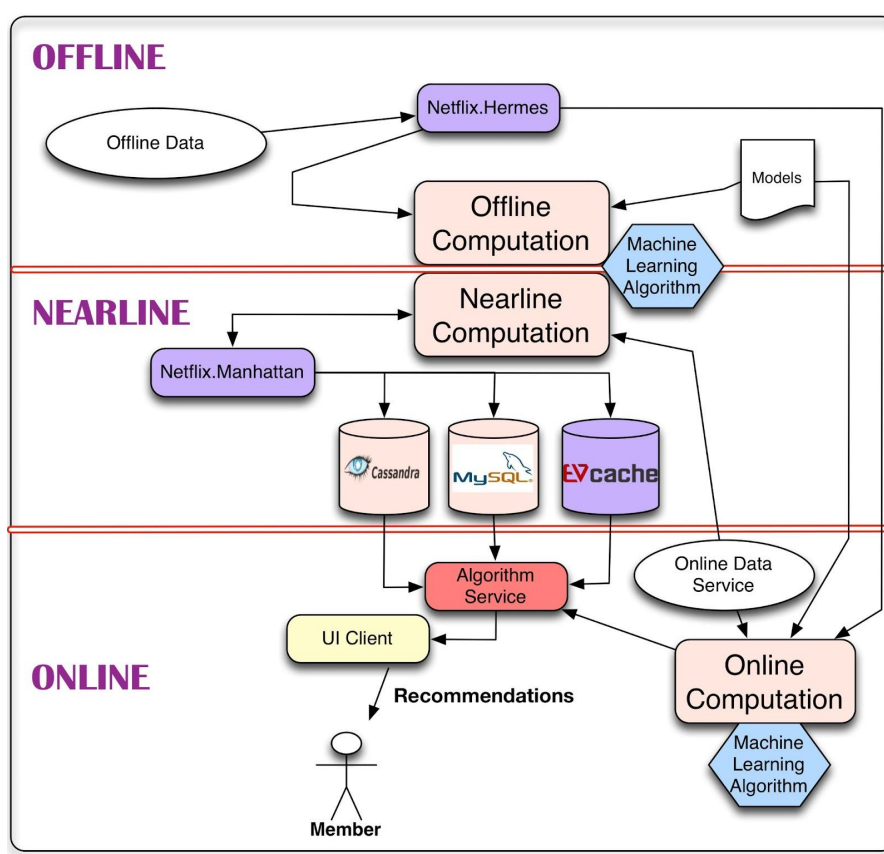 OFFLINE
Netflix.Hermes
Offline Data
Models
Offline
Computation
Machine
Learning
Algorithm
NEARLINE
Nearline
Computation
Netflix.Manhattan
Cassandra
MySQL®
EVcache
Online Data
Service
Algorithm
Service
UI Client
ONLINE
Online
Computation
Recommendations
Machine
Learning
Algorithm
Member